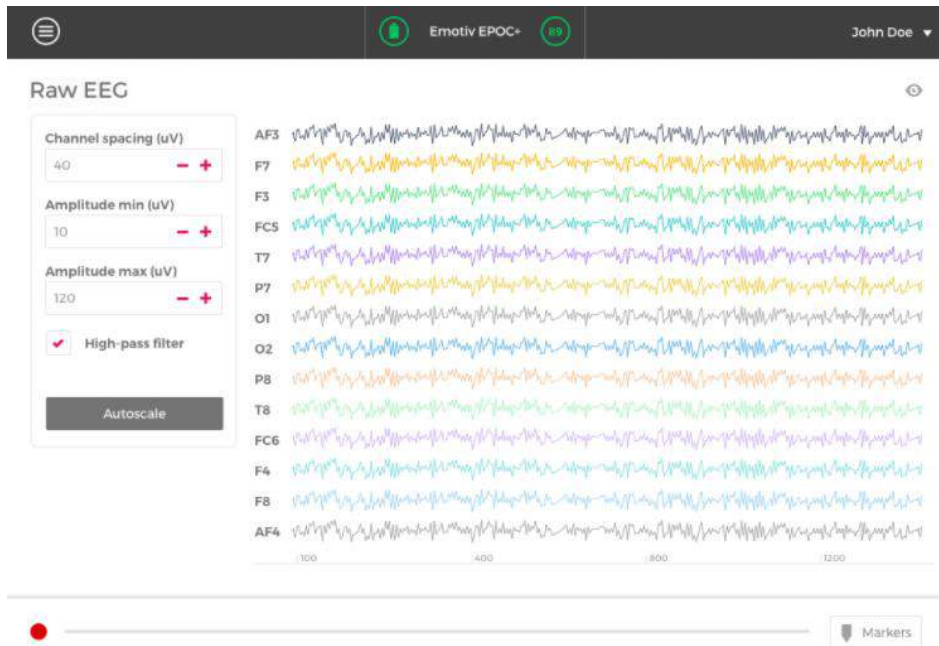 Emotiv EPOC+ 89 John Doe
Raw EEG
Channel spacing (uV)
40
Amplitude min (uV)
10
Amplitude max (uV)
120
High-pass filter
Autoscale
AF3
F7
F3
FC5
T7
P7
O1
O2
P8
T8
FC6
F4
F8
AF4
100 400 800 1200
Markers